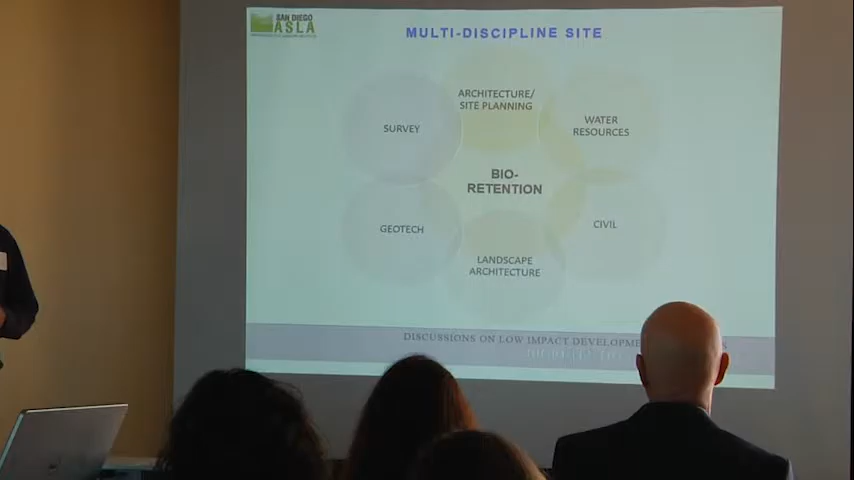 SAN DIEGO
ASLA
MULTI-DISCIPLINE SITE
ARCHITECTURE/
SITE PLANNING
SURVEY
WATER
RESOURCES
BIO-
RETENTION
GEOTECH
CIVIL
LANDSCAPE
ARCHITECTURE
DISCUSSIONS ON LOW IMPACT DEVELOPME